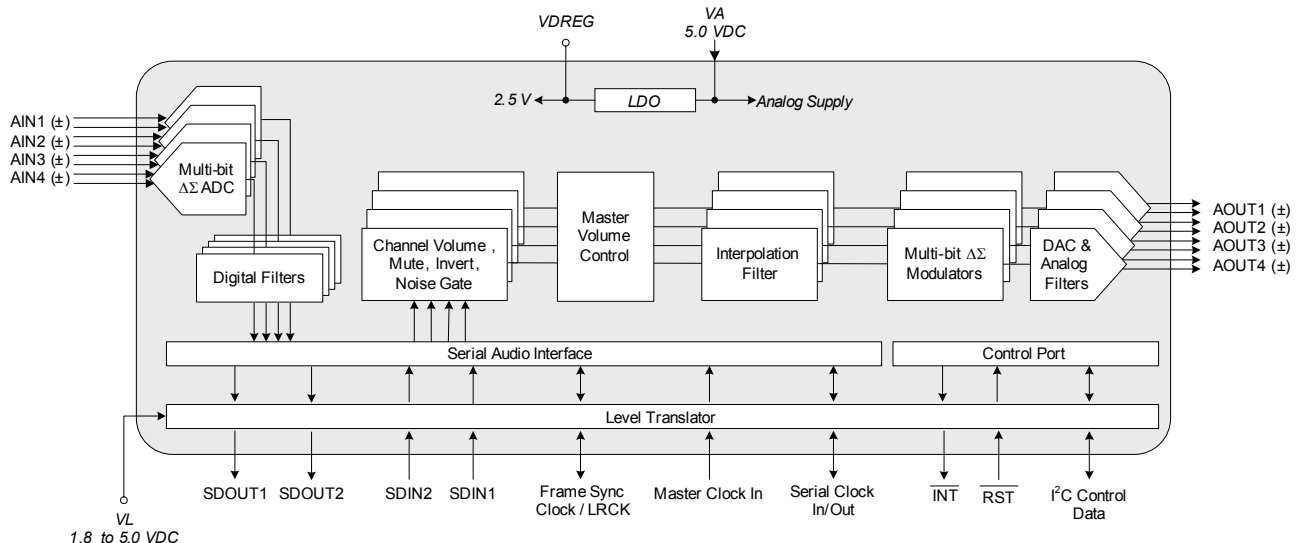 VDREG
VA
5.0 VDC
2.5 V
LDO
Analog Supply
AIN1 (±)
AIN2 (±)
AIN3 (±)
AIN4 (±)
Multi-bit
ΔΣ ADC
Digital Filters
Channel Volume ,
Mute, Invert,
Noise Gate
Master
Volume
Control
Interpolation
Filter
Multi-bit ΔΣ
Modulators
DAC &
Analog
Filters
AOUT1 (±)
AOUT2 (±)
AOUT3 (±)
AOUT4 (±)
Serial Audio Interface
Control Port
Level Translator
VL
1.8 to 5.0 VDC
SDOUT1
SDOUT2
SDIN2
SDIN1
Frame Sync
Clock / LRCK
Master Clock In
Serial Clock
In/Out
INT
RST
I²C Control
Data